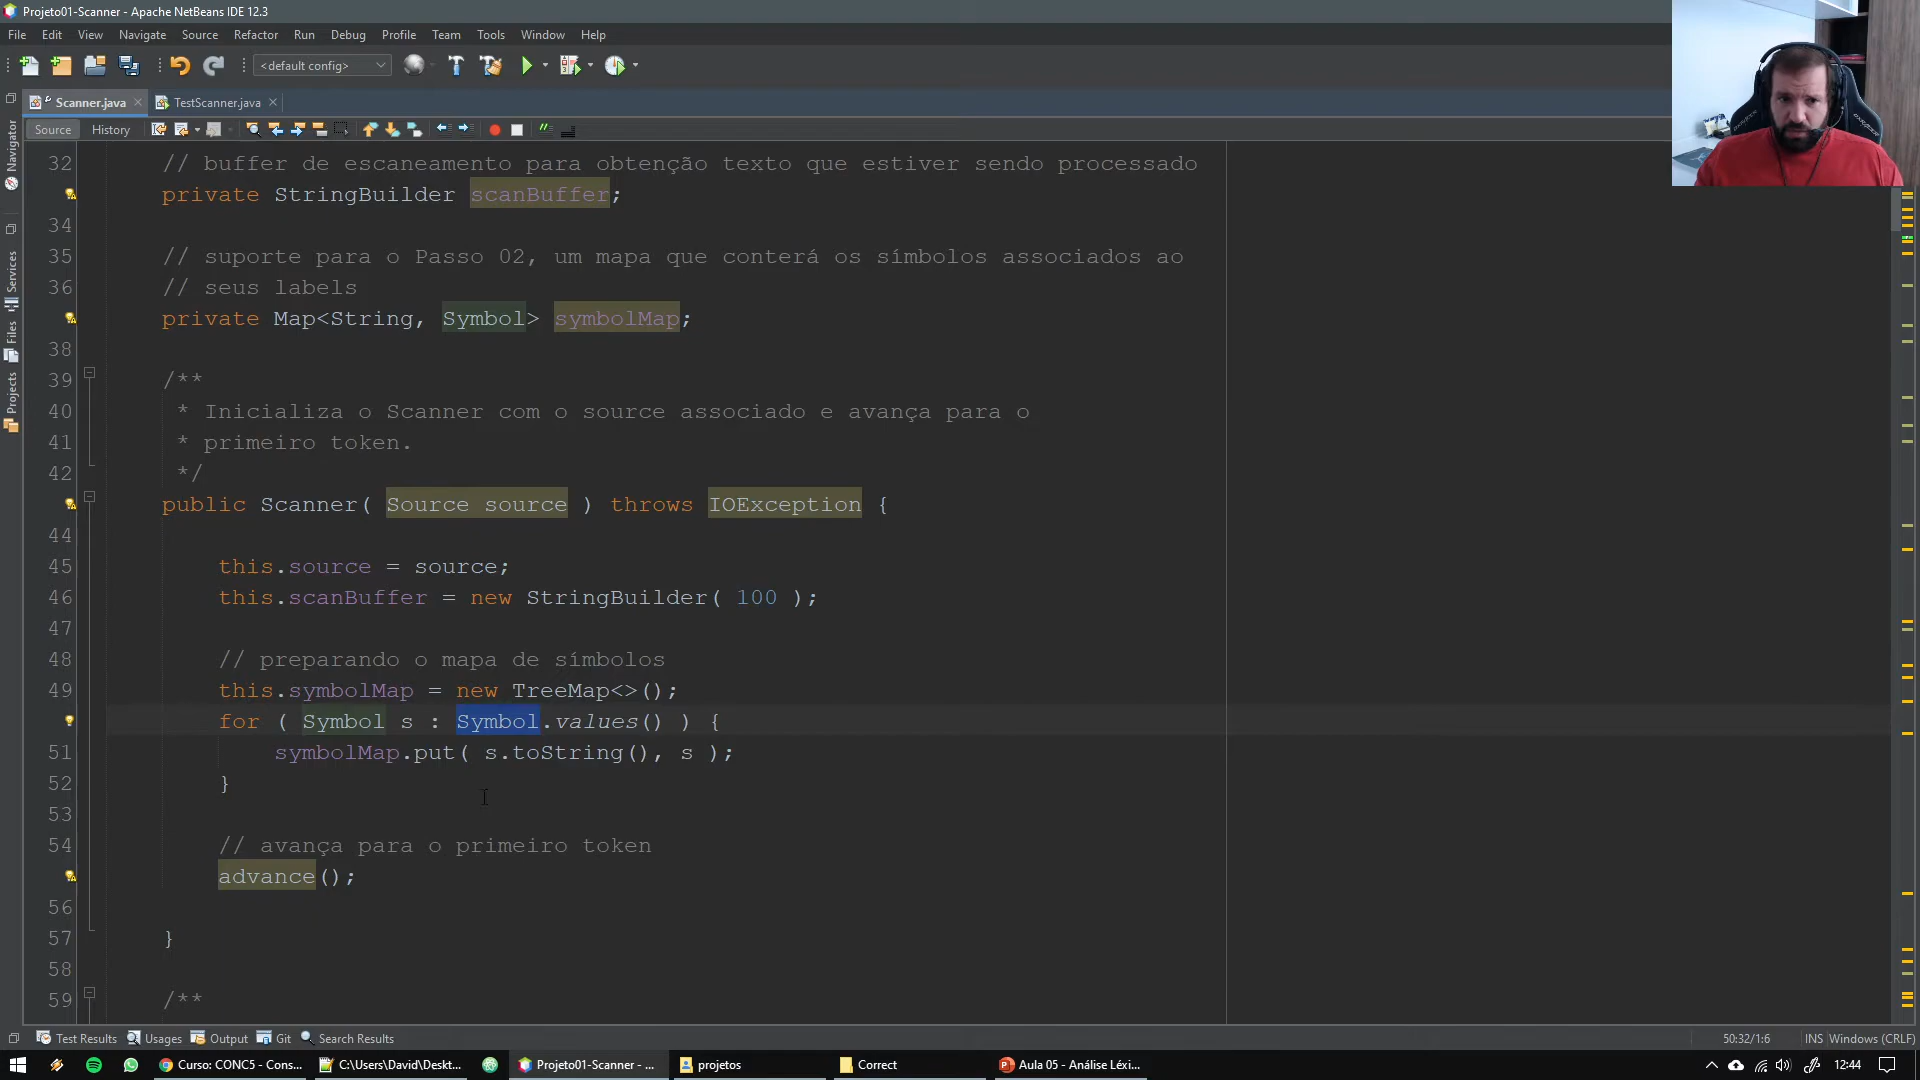 Projeto01-Scanner - Apache NetBeans IDE 12.3
File Edit View Navigate Source Refactor Run Debug Profile Team Tools Window Help
<default config>
Scanner.java TestScanner.java
Source History
Navigator
Services
Files
Projects
32 // buffer de escaneamento para obtenção texto que estiver sendo processado
private StringBuilder scanBuffer;
34
35 // suporte para o Passo 02, um mapa que conterá os símbolos associados ao
36 // seus labels
private Map<String, Symbol> symbolMap;
38
39 /**
40 * Inicializa o Scanner com o source associado e avança para o
41 * primeiro token.
42 */
public Scanner( Source source ) throws IOException {
44
45 this.source = source;
46 this.scanBuffer = new StringBuilder( 100 );
47
48 // preparando o mapa de símbolos
49 this.symbolMap = new TreeMap<>();
for ( Symbol s : Symbol.values() ) {
51 symbolMap.put( s.toString(), s );
52 }
53
54 // avança para o primeiro token
advance();
56
57 }
58
59 /**
Test Results Usages Output Git Search Results
50:32/1:6 INS Windows (CRLF)
Curso: CONC5 - Cons... C:\Users\David\Deskt... Projeto01-Scanner - ... projetos Correct Aula 05 - Análise Léxi... 12:44